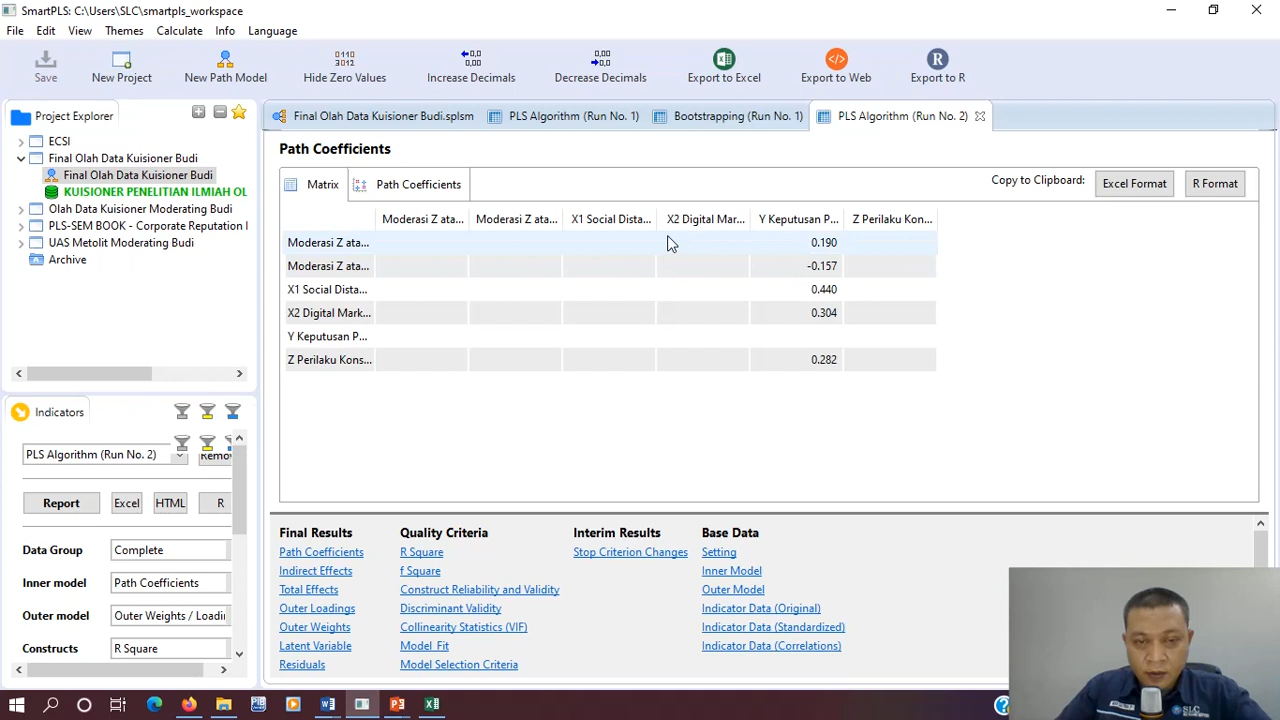 SmartPLS: C:\Users\SLC\smartpls_workspace
File Edit View Themes Calculate Info Language
Save
New Project
New Path Model
0110
3012
Hide Zero Values
Increase Decimals
Decrease Decimals
Export to Excel
Export to Web
R
Export to R
Project Explorer
ECSI
Final Olah Data Kuisioner Budi
Final Olah Data Kuisioner Budi
KUISIONER PENELITIAN ILMIAH OL
Olah Data Kuisioner Moderating Budi
PLS-SEM BOOK - Corporate Reputation
UAS Metolit Moderating Budi
Archive
Indicators
PLS Algorithm (Run No. 2)
Remov
Report Excel HTML R
Data Group Complete
Inner model Path Coefficients
Outer model Outer Weights / Loadi
Constructs R Square
Final Olah Data Kuisioner Budi.splsm
PLS Algorithm (Run No. 1)
Bootstrapping (Run No. 1)
PLS Algorithm (Run No. 2)
Path Coefficients
Matrix Path Coefficients
Copy to Clipboard: Excel Format R Format
Moderasi Z ata... Moderasi Z ata... X1 Social Dista... X2 Digital Mar... Y Keputusan P... Z Perilaku Kon...
Moderasi Z ata... 0.190
Moderasi Z ata... -0.157
X1 Social Dista... 0.440
X2 Digital Mark... 0.304
Y Keputusan P...
Z Perilaku Kons... 0.282
Final Results
Path Coefficients
Indirect Effects
Total Effects
Outer Loadings
Outer Weights
Latent Variable
Residuals
Quality Criteria
R Square
f Square
Construct Reliability and Validity
Discriminant Validity
Collinearity Statistics (VIF)
Model_Fit
Model Selection Criteria
Interim Results
Stop Criterion Changes
Base Data
Setting
Inner Model
Outer Model
Indicator Data (Original)
Indicator Data (Standardized)
Indicator Data (Correlations)
SLC